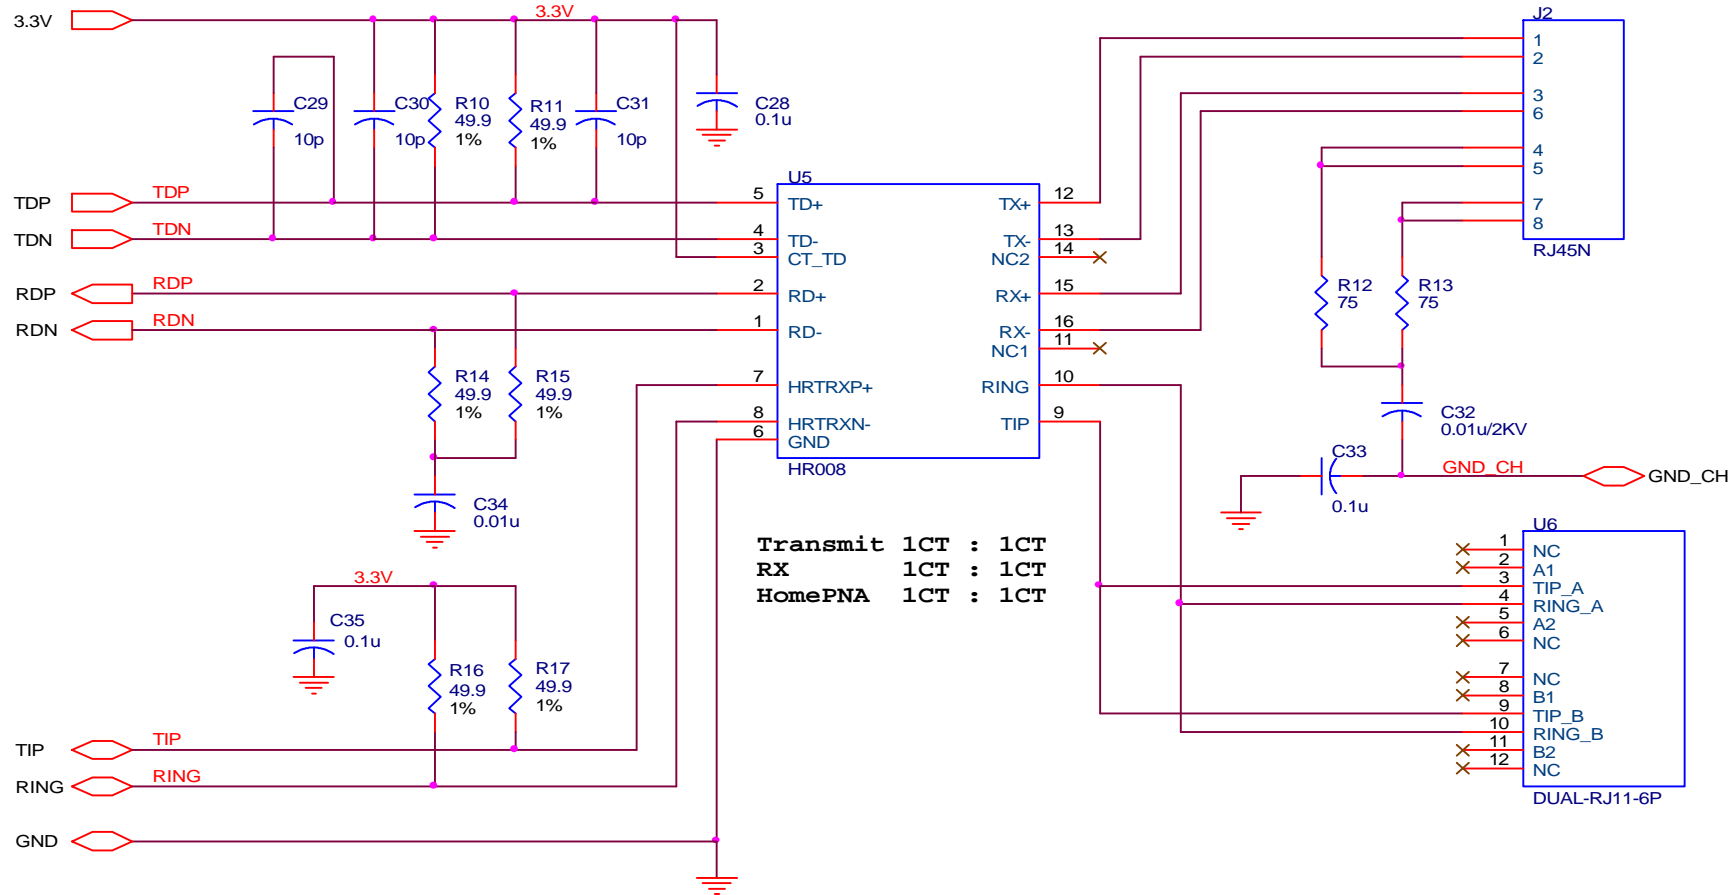 3.3V
3.3V
C29
10p
C30
10p
R10
49.9
1%
R11
49.9
1%
C31
10p
C28
0.1u
TDP
TDP
TDN
TDN
RDP
RDP
RDN
RDN
U5
5 TD+
4 TD-
3 CT_TD
2 RD+
1 RD-
7 HRTRXP+
8 HRTRXN-
6 GND
TX+ 12
TX- 13
NC2 14
RX+ 15
RX- 16
NC1 11
RING 10
TIP 9
HR008
J2
1
2
3
6
4
5
7
8
RJ45N
R12
75
R13
75
C32
0.01u/2KV
C33
0.1u
GND_CH
GND_CH
R14
49.9
1%
R15
49.9
1%
C34
0.01u
Transmit 1CT : 1CT
RX 1CT : 1CT
HomePNA 1CT : 1CT
3.3V
C35
0.1u
R16
49.9
1%
R17
49.9
1%
TIP
TIP
RING
RING
GND
U6
1 NC
2 A1
3 TIP_A
4 RING_A
5 A2
6 NC
7 NC
8 B1
9 TIP_B
10 RING_B
11 B2
12 NC
DUAL-RJ11-6P